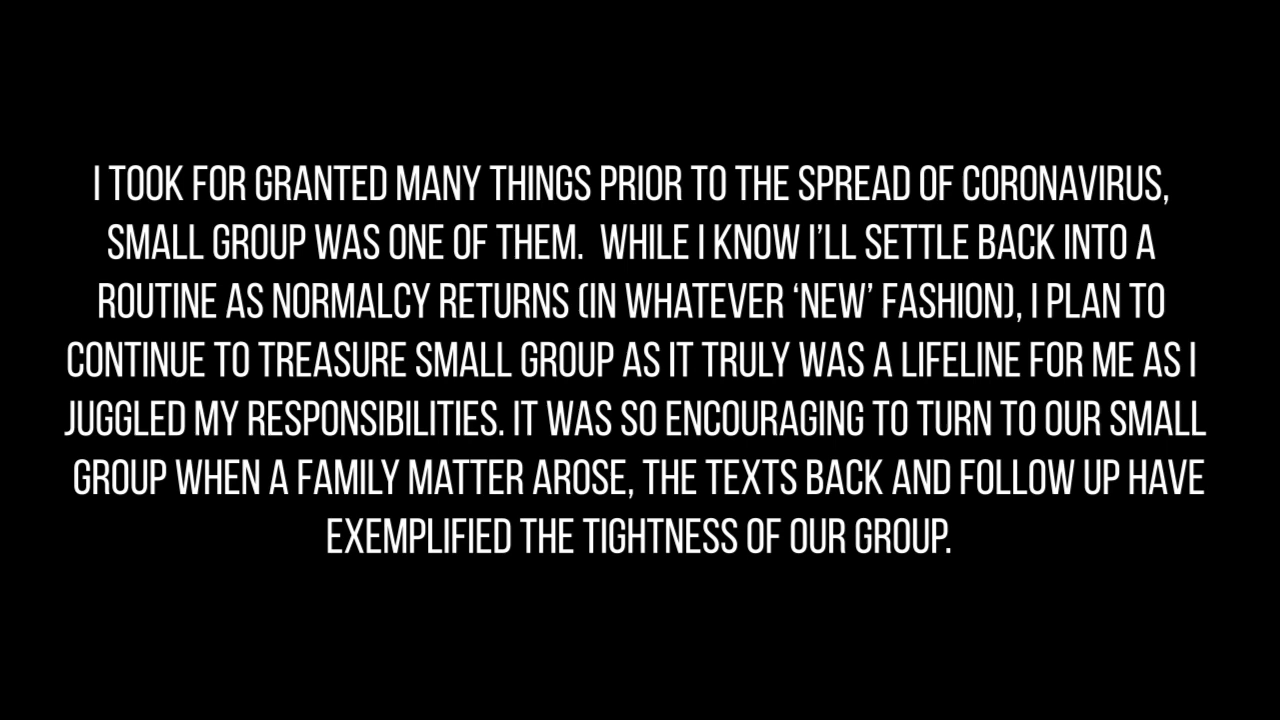 I TOOK FOR GRANTED MANY THINGS PRIOR TO THE SPREAD OF CORONAVIRUS,
SMALL GROUP WAS ONE OF THEM.  WHILE I KNOW I’LL SETTLE BACK INTO A
ROUTINE AS NORMALCY RETURNS (IN WHATEVER ‘NEW’ FASHION), I PLAN TO
CONTINUE TO TREASURE SMALL GROUP AS IT TRULY WAS A LIFELINE FOR ME AS I
JUGGLED MY RESPONSIBILITIES. IT WAS SO ENCOURAGING TO TURN TO OUR SMALL
GROUP WHEN A FAMILY MATTER AROSE, THE TEXTS BACK AND FOLLOW UP HAVE
EXEMPLIFIED THE TIGHTNESS OF OUR GROUP.